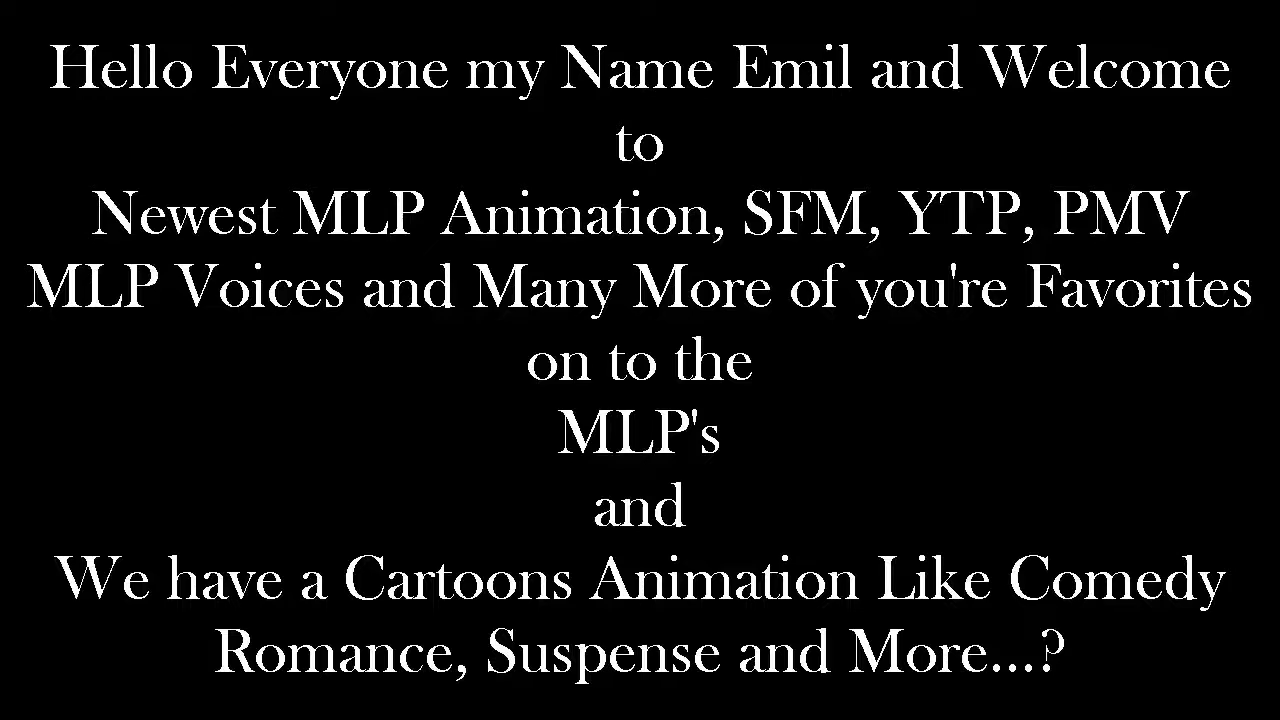 Hello Everyone my Name Emil and Welcome
to
Newest MLP Animation, SFM, YTP, PMV
MLP Voices and Many More of you're Favorites
on to the
MLP's
and
We have a Cartoons Animation Like Comedy
Romance, Suspense and More...?